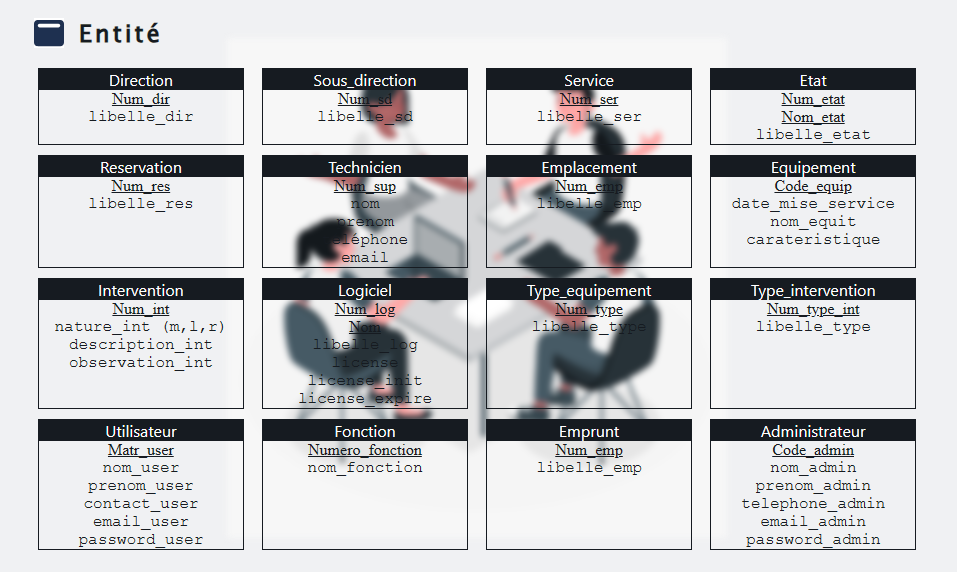 Entité
Direction
Num_dir
libelle_dir
Sous_direction
Num_sd
libelle_sd
Service
Num_ser
libelle_ser
Etat
Num_etat
Nom_etat
libelle_etat
Reservation
Num_res
libelle_res
Technicien
Num_sup
nom
prenom
téléphone
email
Emplacement
Num_emp
libelle_emp
Equipement
Code_equip
date_mise_service
nom_equit
carateristique
Intervention
Num_int
nature_int (m,l,r)
description_int
observation_int
Logiciel
Num_log
Nom
libelle_log
license
license_init
license_expire
Type_equipement
Num_type
libelle_type
Type_intervention
Num_type_int
libelle_type
Utilisateur
Matr_user
nom_user
prenom_user
contact_user
email_user
password_user
Fonction
Numero_fonction
nom_fonction
Emprunt
Num_emp
libelle_emp
Administrateur
Code_admin
nom_admin
prenom_admin
telephone_admin
email_admin
password_admin